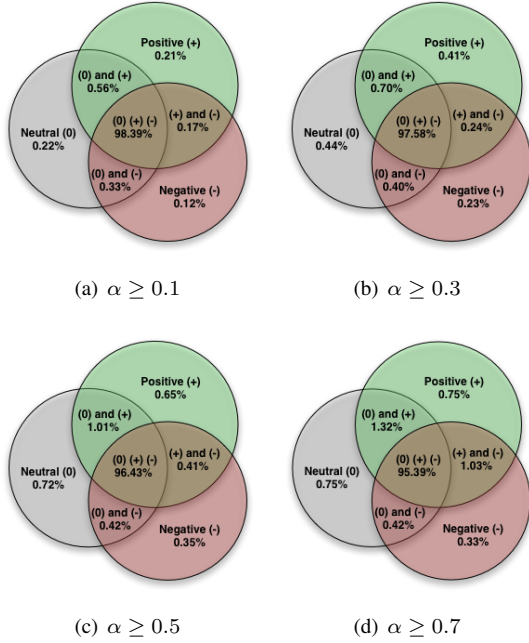 Positive (+)
0.21%
(0) and (+)
0.56%
(0) (+) (-)
98.39%
(+) and (-)
0.17%
Neutral (0)
0.22%
(0) and (-)
0.33%
Negative (-)
0.12%
(a) α ≥ 0.1
Positive (+)
0.41%
(0) and (+)
0.70%
(0) (+) (-)
97.58%
(+) and (-)
0.24%
Neutral (0)
0.44%
(0) and (-)
0.40%
Negative (-)
0.23%
(b) α ≥ 0.3
Positive (+)
0.65%
(0) and (+)
1.01%
(0) (+) (-)
96.43%
(+) and (-)
0.41%
Neutral (0)
0.72%
(0) and (-)
0.42%
Negative (-)
0.35%
(c) α ≥ 0.5
Positive (+)
0.75%
(0) and (+)
1.32%
(0) (+) (-)
95.39%
(+) and (-)
1.03%
Neutral (0)
0.75%
(0) and (-)
0.42%
Negative (-)
0.33%
(d) α ≥ 0.7